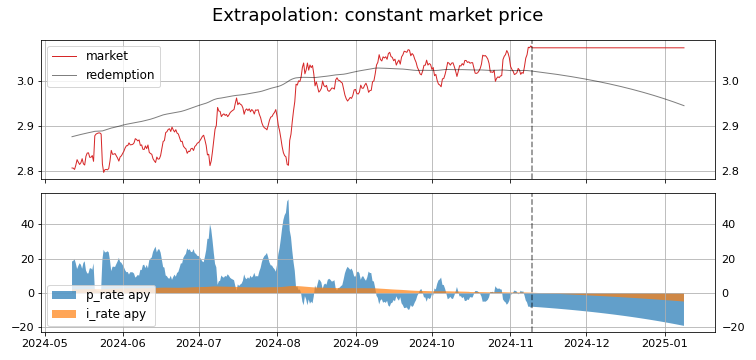 Extrapolation: constant market price
market
redemption
3.0
2.9
2.8
3.0
2.9
2.8
p_rate apy
i_rate apy
40
20
0
−20
40
20
0
−20
2024-05 2024-06 2024-07 2024-08 2024-09 2024-10 2024-11 2024-12 2025-01